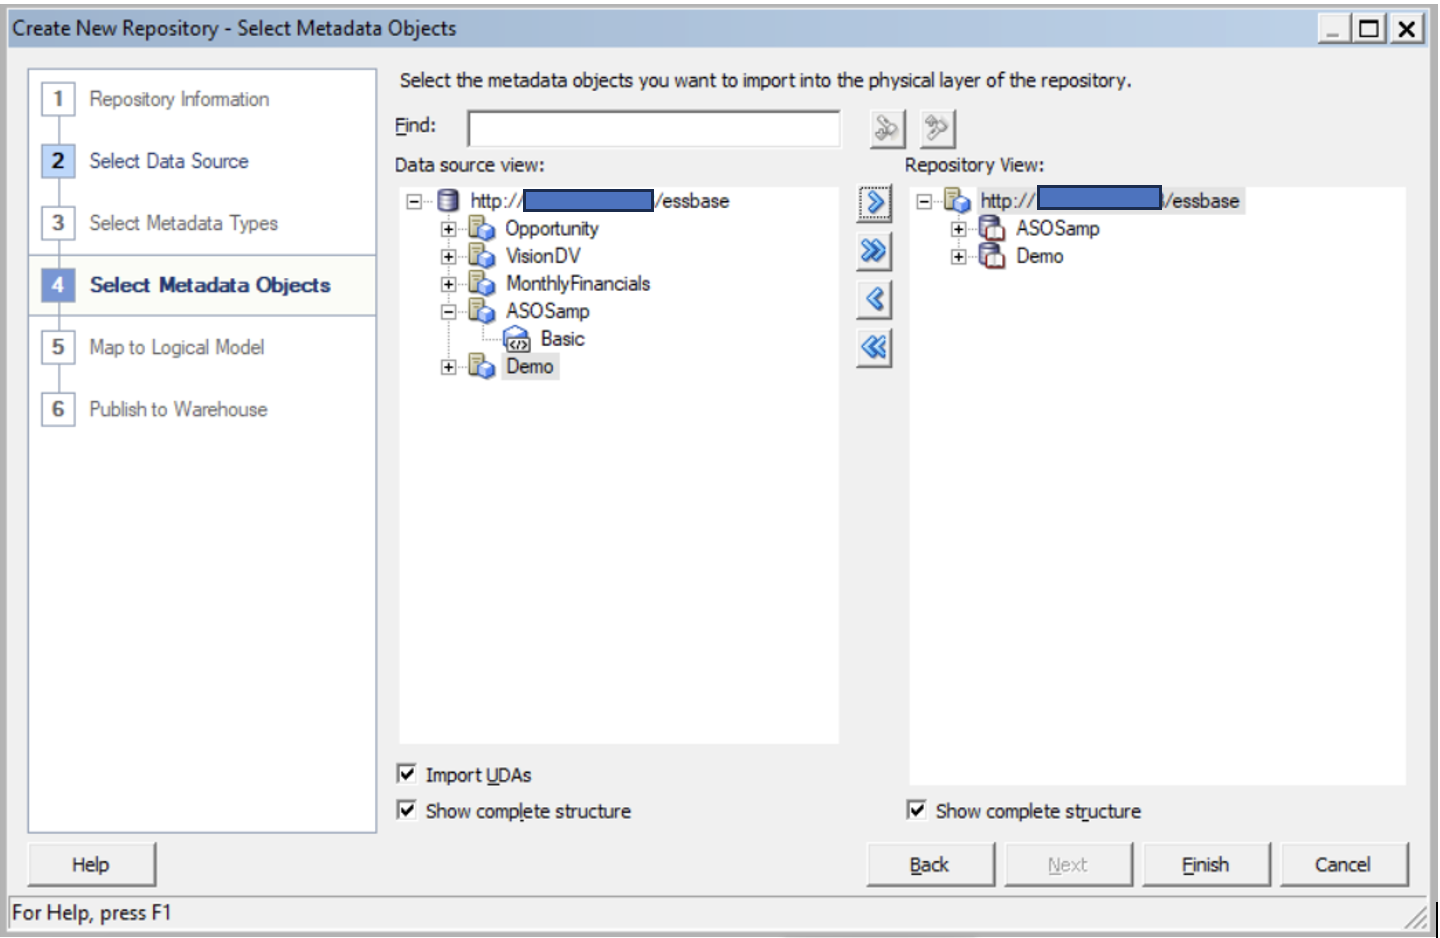 Create New Repository - Select Metadata Objects
1 Repository Information
2 Select Data Source
3 Select Metadata Types
4 Select Metadata Objects
5 Map to Logical Model
6 Publish to Warehouse
Select the metadata objects you want to import into the physical layer of the repository.
Find:
Data source view:
http:// /essbase
Opportunity
VisionDV
MonthlyFinancials
ASOSamp
Basic
Demo
Import UDAs
Show complete structure
Repository View:
http:// /essbase
ASOSamp
Demo
Show complete structure
Help
Back
Next
Finish
Cancel
For Help, press F1